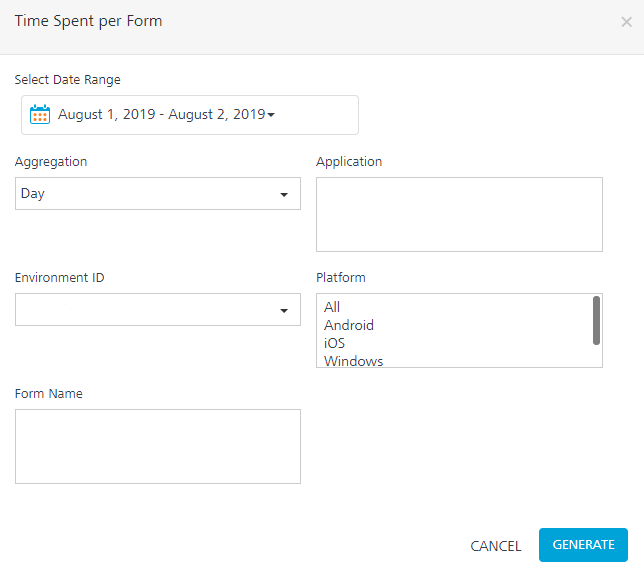 Time Spent per Form
Select Date Range
August 1, 2019 - August 2, 2019
Aggregation
Application
Day
Environment ID
Platform
All
Android
iOS
Windows
Form Name
CANCEL
GENERATE